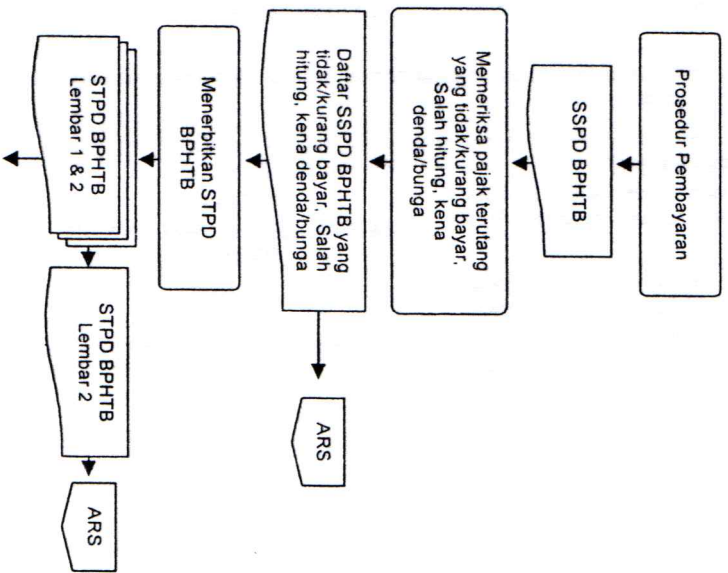 Prosedur Pembayaran
SSPD BPHTB
Memeriksa pajak terutang
yang tidak/kurang bayar,
Salah hitung, kena
denda/bunga
Daftar SSPD BPHTB yang
tidak/kurang bayar, Salah
hitung, kena denda/bunga
ARS
Menerbitkan STPD
BPHTB
STPD BPHTB
Lembar 1 & 2
STPD BPHTB
Lembar 2
ARS